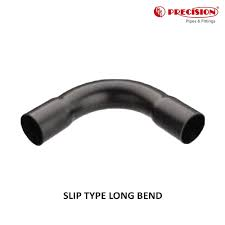 PRECISION®
Pipes & Fittings
SLIP TYPE LONG BEND